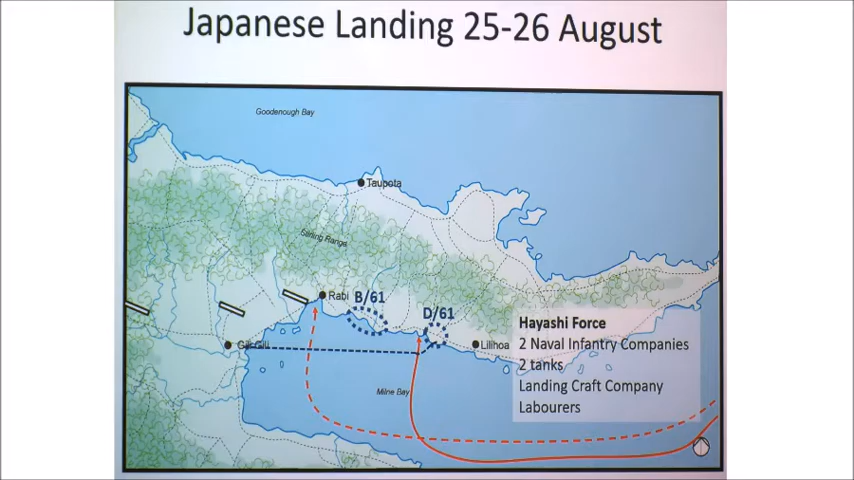 Japanese Landing 25-26 August
Goodenough Bay
Taupota
Stirling Range
Rabi
B/61
D/61
Gili Gili
Lilihoa
Milne Bay
Hayashi Force
2 Naval Infantry Companies
2 tanks
Landing Craft Company
Labourers